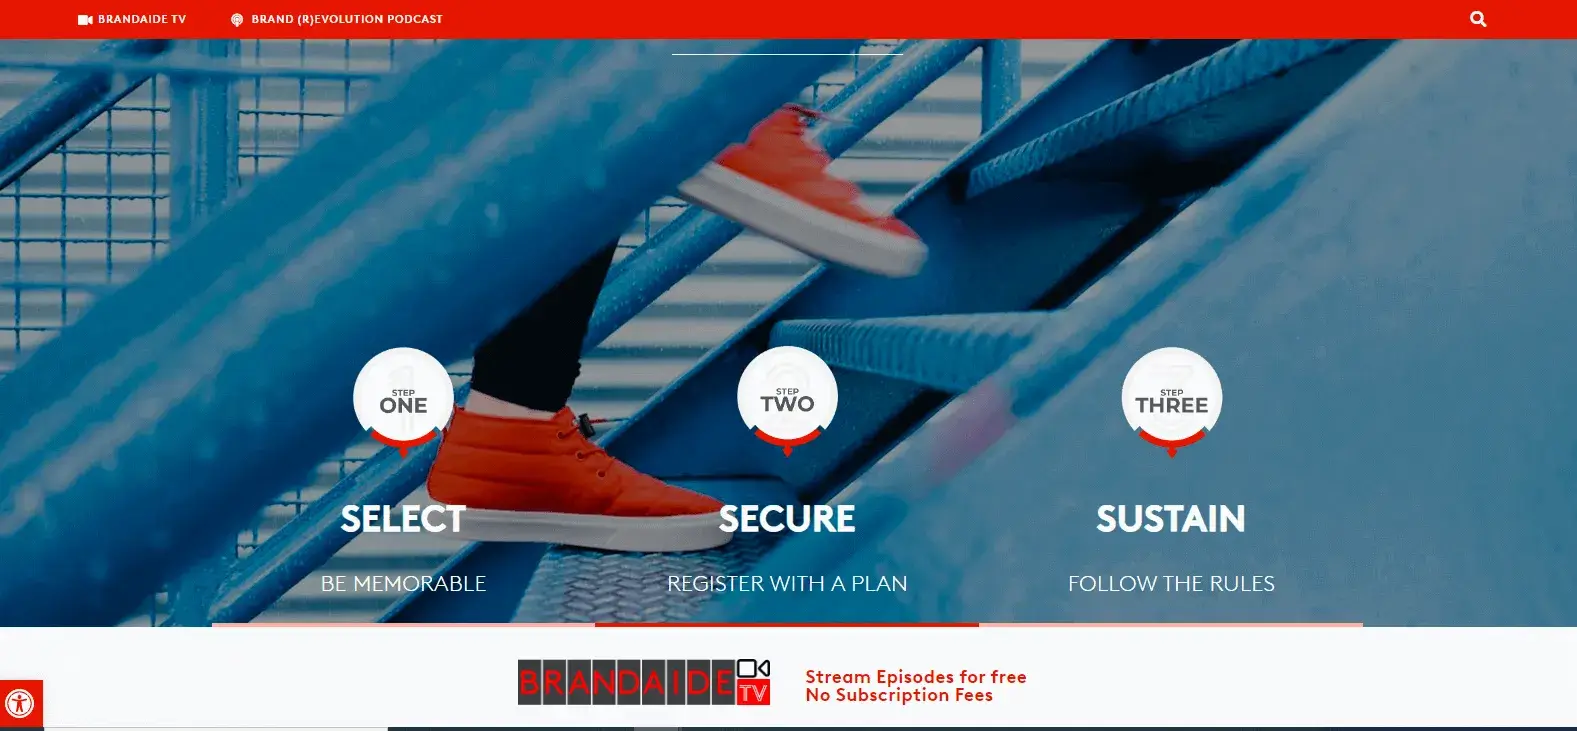 BRANDAIDE TV
BRAND (R)EVOLUTION PODCAST
STEP
ONE
STEP
TWO
STEP
THREE
SELECT
SECURE
SUSTAIN
BE MEMORABLE
REGISTER WITH A PLAN
FOLLOW THE RULES
BRANDAIDE
TV
Stream Episodes for free
No Subscription Fees